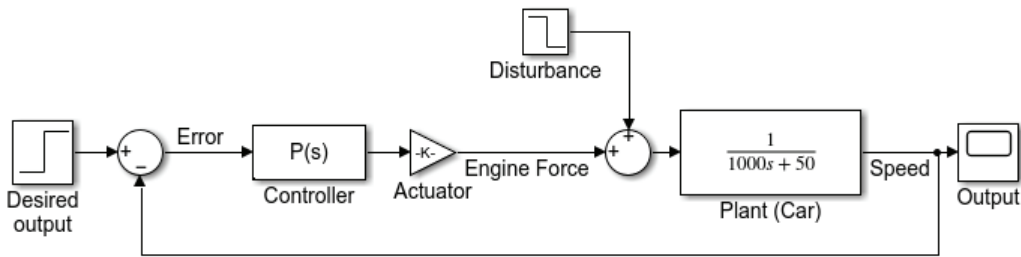 Disturbance
+
Error
+
−
P(s)
-K-
Engine Force
+
1
1000s + 50
Speed
Desired
output
Controller
Actuator
Plant (Car)
Output